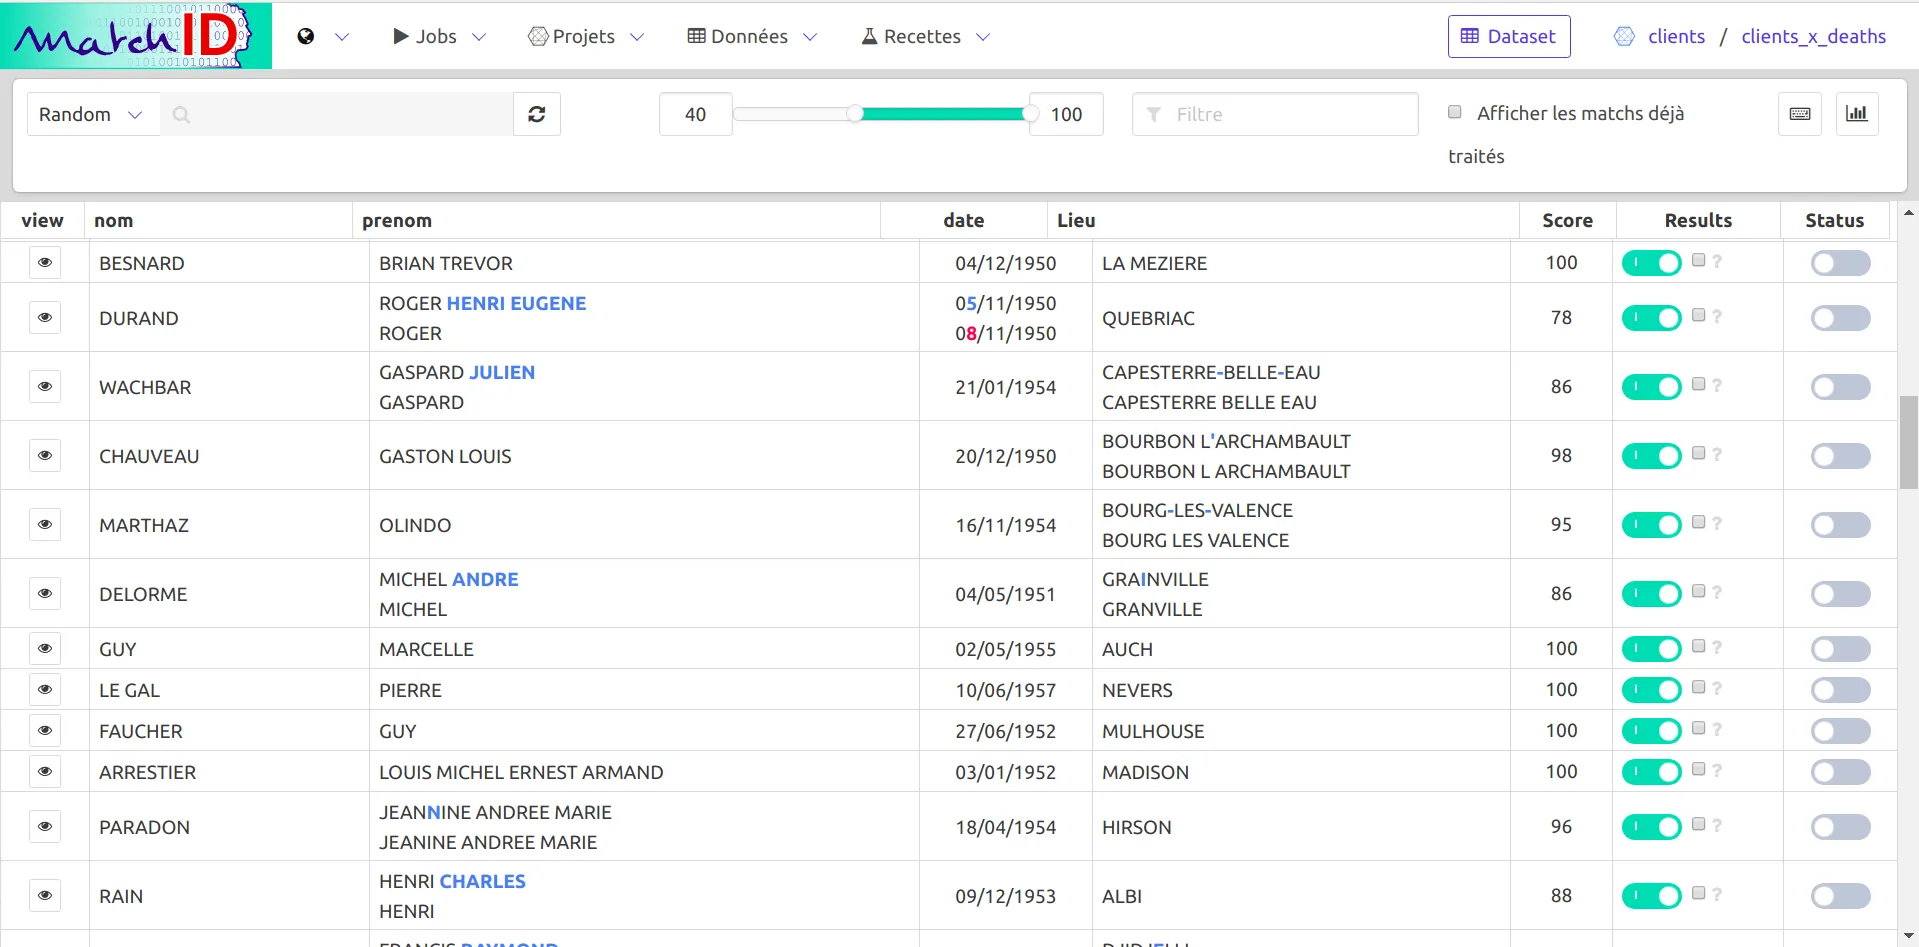 matchID
Jobs Projets Données Recettes Dataset clients / clients_x_deaths
Random 40 100 Filtre Afficher les matchs déjà
traités
view nom prenom date Lieu Score Results Status
BESNARD BRIAN TREVOR 04/12/1950 LA MEZIERE 100 ?
DURAND ROGER HENRI EUGENE 05/11/1950 QUEBRIAC 78 ?
ROGER 08/11/1950
WACHBAR GASPARD JULIEN 21/01/1954 CAPESTERRE-BELLE-EAU 86 ?
GASPARD CAPESTERRE BELLE EAU
CHAUVEAU GASTON LOUIS 20/12/1950 BOURBON L'ARCHAMBAULT 98 ?
BOURBON L ARCHAMBAULT
MARTHAZ OLINDO 16/11/1954 BOURG-LES-VALENCE 95 ?
BOURG LES VALENCE
DELORME MICHEL ANDRE 04/05/1951 GRAINVILLE 86 ?
MICHEL GRANVILLE
GUY MARCELLE 02/05/1955 AUCH 100 ?
LE GAL PIERRE 10/06/1957 NEVERS 100 ?
FAUCHER GUY 27/06/1952 MULHOUSE 100 ?
ARRESTIER LOUIS MICHEL ERNEST ARMAND 03/01/1952 MADISON 100 ?
PARADON JEANNINE ANDREE MARIE 18/04/1954 HIRSON 96 ?
JEANINE ANDREE MARIE
RAIN HENRI CHARLES 09/12/1953 ALBI 88 ?
HENRI
FRANCIS RAYMOND